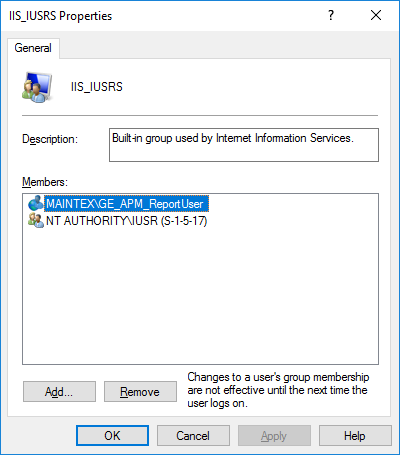 IIS_IUSRS Properties
?
General
IIS_IUSRS
Description:
Built-in group used by Internet Information Services.
Members:
MAINTEX\GE_APM_ReportUser
NT AUTHORITY\IUSR (S-1-5-17)
Add...
Remove
Changes to a user's group membership
are not effective until the next time the
user logs on.
OK
Cancel
Apply
Help